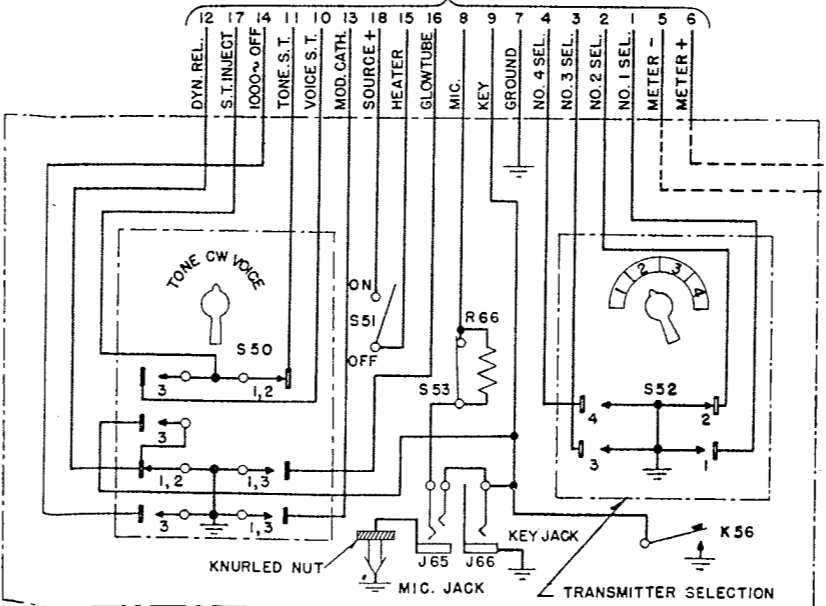 12 17 14 11 10 13 18 15 16 8 9 7 4 3 2 1 5 6
DYN. REL.
S.T. INJECT
1000~ OFF
TONE. S.T.
VOICE S.T.
MOD. CATH.
SOURCE +
HEATER
GLOWTUBE
MIC.
KEY
GROUND
NO. 4 SEL.
NO. 3 SEL.
NO. 2 SEL.
NO. 1 SEL.
METER -
METER +
TONE CW VOICE
S50
3
1,2
3
1,2
1,3
3
1,3
ON
S51
OFF
R66
S53
1 2 3 4
S52
4
2
3
1
KNURLED NUT
J65
J66
KEY JACK
MIC. JACK
K56
TRANSMITTER SELECTION